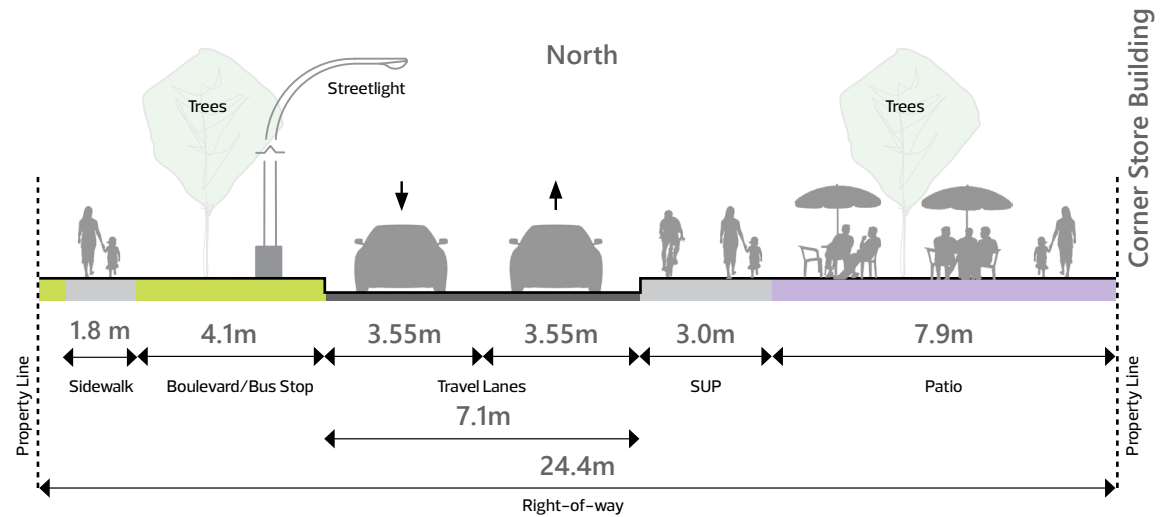 North
Corner Store Building
Streetlight
Trees
Trees
1.8 m
4.1m
3.55m
3.55m
3.0m
7.9m
Sidewalk
Boulevard/Bus Stop
Travel Lanes
SUP
Patio
Property Line
Property Line
7.1m
24.4m
Right-of-way